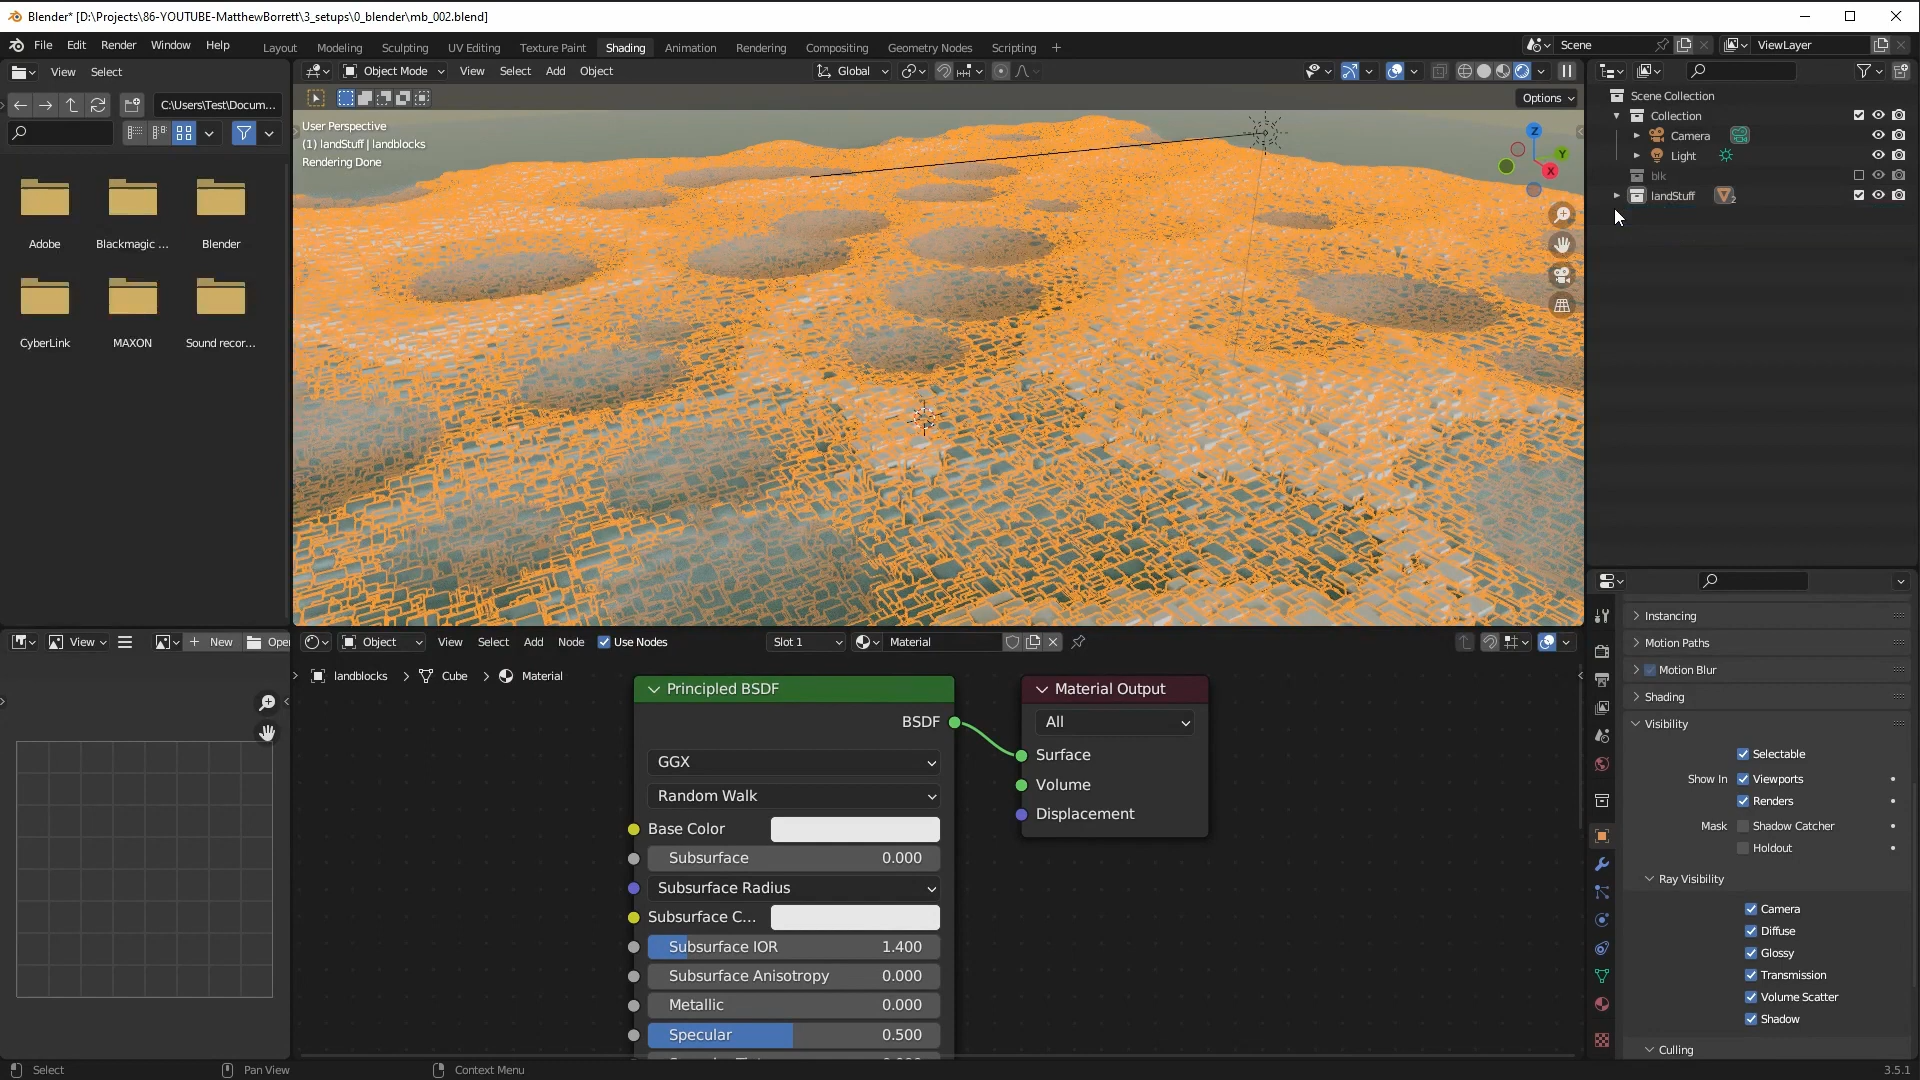 Blender* [D:\Projects\86-YOUTUBE-MatthewBorrett\3_setups\0_blender\mb_002.blend]
File Edit Render Window Help Layout Modeling Sculpting UV Editing Texture Paint Shading Animation Rendering Compositing Geometry Nodes Scripting + Scene ViewLayer
View Select Object Mode View Select Add Object Global
C:\Users\Test\Docum... Options
Scene Collection
Collection
Camera
Light
blk
landStuff 2
User Perspective
(1) landStuff | landblocks
Rendering Done
Z
Y
X
Adobe Blackmagic ... Blender
CyberLink MAXON Sound recor...
View New Open Object View Select Add Node Use Nodes Slot 1 Material
landblocks > Cube > Material
Principled BSDF
BSDF
GGX
Random Walk
Base Color
Subsurface 0.000
Subsurface Radius
Subsurface C...
Subsurface IOR 1.400
Subsurface Anisotropy 0.000
Metallic 0.000
Specular 0.500
Material Output
All
Surface
Volume
Displacement
Instancing
Motion Paths
Motion Blur
Shading
Visibility
Selectable
Show In Viewports
Renders
Mask Shadow Catcher
Holdout
Ray Visibility
Camera
Diffuse
Glossy
Transmission
Volume Scatter
Shadow
Culling
Select Pan View Context Menu 3.5.1